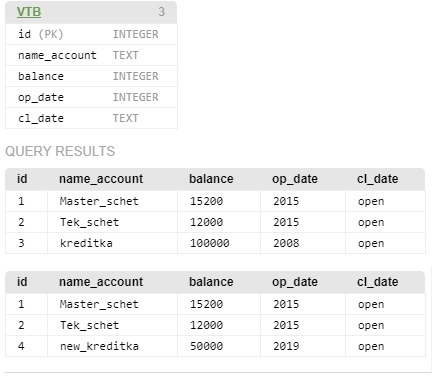 VTB 3
id (PK) INTEGER
name_account TEXT
balance INTEGER
op_date INTEGER
cl_date TEXT
QUERY RESULTS
id name_account balance op_date cl_date
1 Master_schet 15200 2015 open
2 Tek_schet 12000 2015 open
3 kreditka 100000 2008 open
id name_account balance op_date cl_date
1 Master_schet 15200 2015 open
2 Tek_schet 12000 2015 open
4 new_kreditka 50000 2019 open